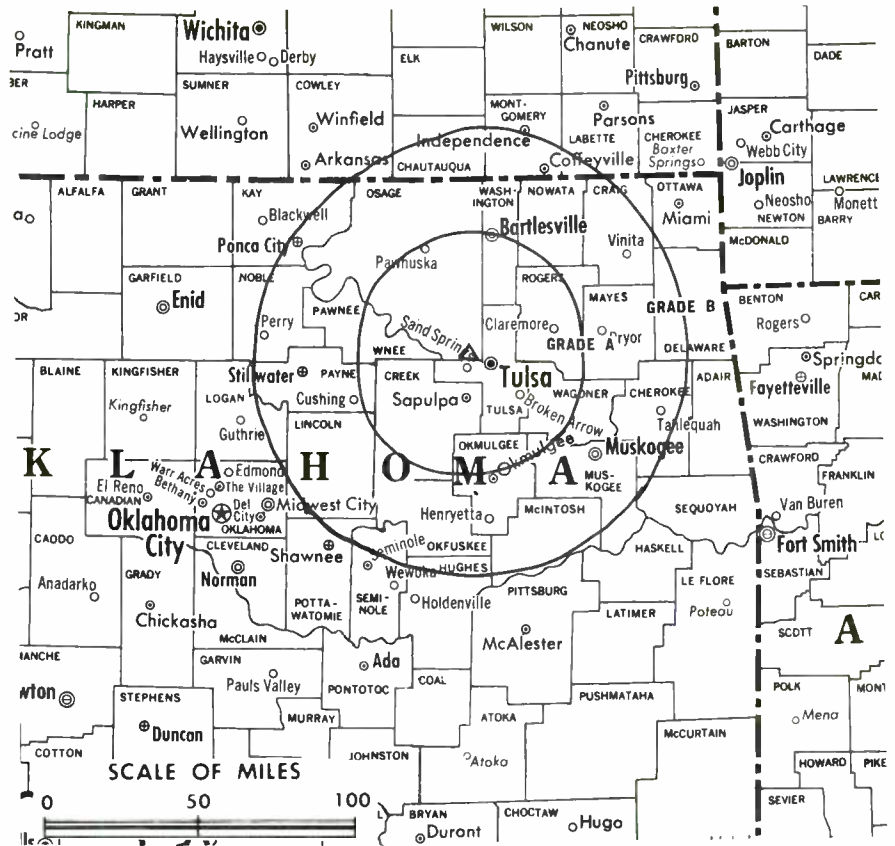 KINGMAN
Wichita
WILSON
NEOSHO
Chanute
CRAWFORD
BARTON
Pratt
Haysville
Derby
ELK
DADE
Pittsburg
SUMNER
COWLEY
HARPER
MONT-
GOMERY
Parsons
JASPER
Carthage
cine Lodge
Wellington
Winfield
Independence
LABETTE
CHEROKEE
Baxter
Springs
Webb City
Arkansas
CHAUTAUQUA
Coffeyville
Joplin
LAWRENCE
ALFALFA
GRANT
KAY
OSAGE
WASH-
INGTON
NOWATA
CRAIG
OTTAWA
Neosho
Monett
NEWTON
BARRY
Blackwell
Bartlesville
Miami
McDONALD
Ponca City
Pawhuska
Vinita
GARFIELD
NOBLE
ROGERS
Enid
PAWNEE
MAYES
GRADE B
BENTON
CAR
Perry
Sand Springs
Claremore
Pryor
GRADE A
Rogers
WNEE
DELAWARE
BLAINE
KINGFISHER
Stillwater
PAYNE
CREEK
Tulsa
WAGONER
ADAIR
Springdo
MAD
Fayetteville
LOGAN
Cushing
Sapulpa
TULSA
Broken Arrow
CHEROKEE
Kingfisher
Guthrie
LINCOLN
Tahlequah
WASHINGTON
OKMULGEE
Okmulgee
Muskogee
CRAWFORD
K L A H O M A
Warr Acres
Edmond
MUS-
KOGEE
FRANKLIN
El Reno
Bethany
The Village
CANADIAN
Del
City
Midwest City
Henryetta
McINTOSH
SEQUOYAH
Van Buren
Oklahoma
City
OKLAHOMA
CADDO
CLEVELAND
Shawnee
Seminole
OKFUSKEE
HASKELL
Fort Smith
Norman
Wewoka
HUGHES
SEBASTIAN
Anadarko
GRADY
POTTA-
WATOMIE
SEMI-
NOLE
Holdenville
PITTSBURG
LE FLORE
Poteau
Chickasha
LATIMER
McCLAIN
McAlester
SCOTT
A
GARVIN
Ada
wton
Pauls Valley
PONTOTOC
COAL
STEPHENS
PUSHMATAHA
POLK
MONT
Duncan
MURRAY
ATOKA
Mena
COTTON
JOHNSTON
Atoka
McCURTAIN
HOWARD
PIKE
SCALE OF MILES
0 50 100
BRYAN
Durant
CHOCTAW
Hugo
SEVIER